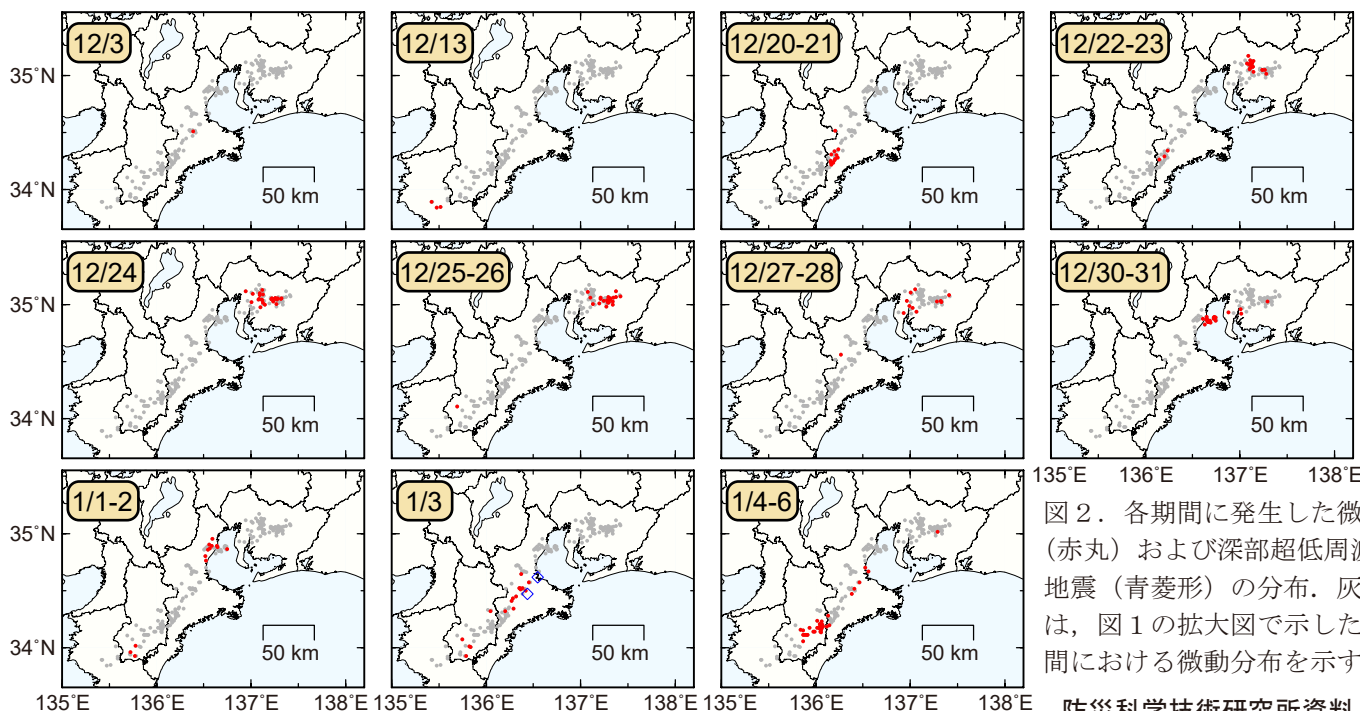 12/3
12/13
12/20-21
12/22-23
35°N
34°N
50 km
50 km
50 km
50 km
12/24
12/25-26
12/27-28
12/30-31
35°N
34°N
50 km
50 km
50 km
50 km
135°E 136°E 137°E 138°E
1/1-2
1/3
1/4-6
35°N
34°N
50 km
50 km
50 km
135°E 136°E 137°E 138°E
135°E 136°E 137°E 138°E
135°E 136°E 137°E 138°E
図2．各期間に発生した微
（赤丸）および深部超低周
地震（青菱形）の分布．灰
は，図1の拡大図で示した
間における微動分布を示す
防災科学技術研究所資料